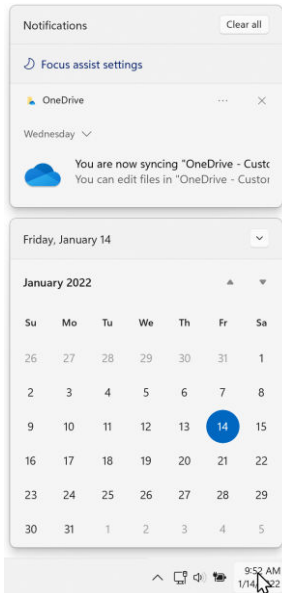 Notifications
Clear all
Focus assist settings
OneDrive
Wednesday
You are now syncing "OneDrive - Custo
You can edit files in "OneDrive - Custor
Friday, January 14
January 2022
Su Mo Tu We Th Fr Sa
26 27 28 29 30 31 1
2 3 4 5 6 7 8
9 10 11 12 13 14 15
16 17 18 19 20 21 22
23 24 25 26 27 28 29
30 31 1 2 3 4 5
9:52 AM